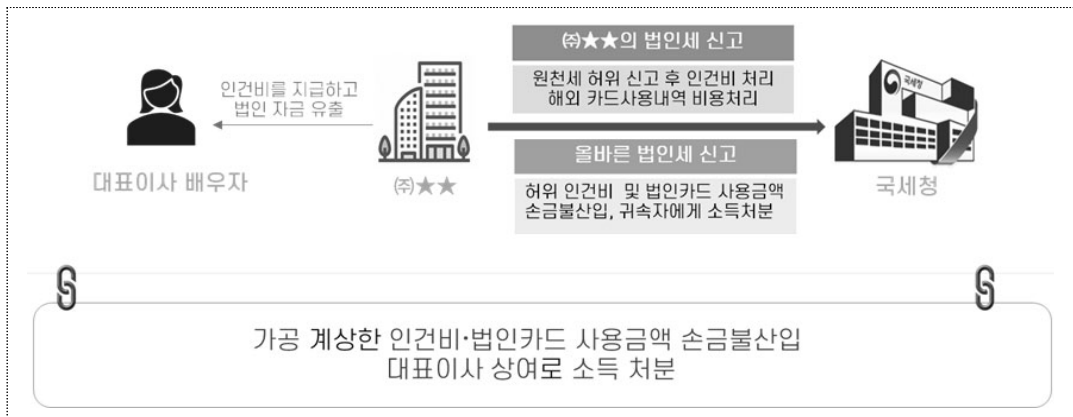 ㈜★★의 법인세 신고
원천세 허위 신고 후 인건비 처리
해외 카드사용내역 비용처리
인건비를 지급하고
법인 자금 유출
국세청
올바른 법인세 신고
허위 인건비 및 법인카드 사용금액
손금불산입, 귀속자에게 소득처분
대표이사 배우자
㈜★★
국세청
가공 계상한 인건비·법인카드 사용금액 손금불산입
대표이사 상여로 소득 처분